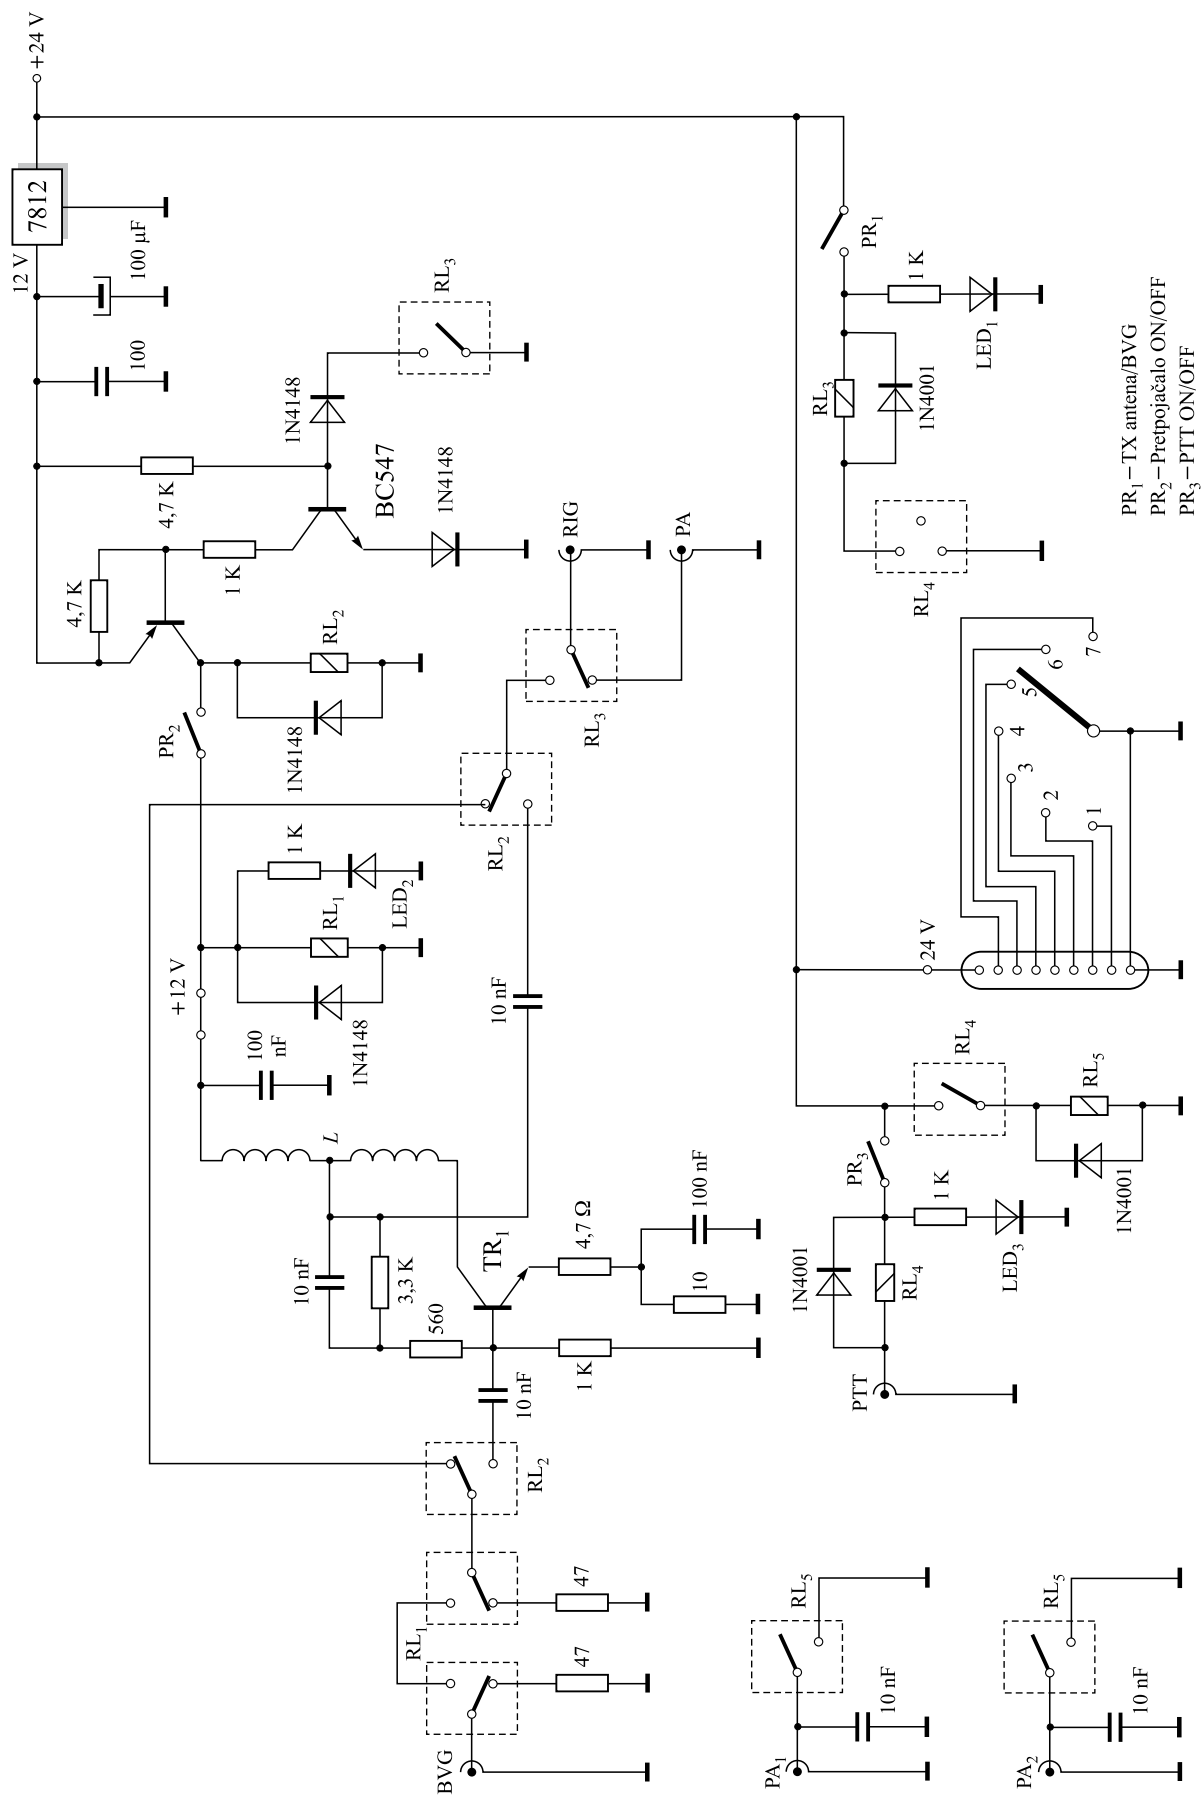 BVG
RL₁
47
47
RL₂
10 nF
560
3,3 K
10 nF
TR₁
1 K
4,7 Ω
10
100 nF
L
100
nF
+12 V
1N4148
RL₁
1 K
LED₂
10 nF
PR₂
1N4148
RL₂
RL₂
4,7 K
1 K
4,7 K
BC547
1N4148
1N4148
RL₃
100
100 µF
12 V
7812
+24 V
RL₃
RIG
PA
PA₁
10 nF
RL₅
PA₂
10 nF
RL₅
PTT
1N4001
RL₄
PR₃
1 K
LED₃
RL₄
1N4001
RL₅
24 V
1
2
3
4
5
6
7
RL₄
RL₃
1N4001
PR₁
1 K
LED₁
PR₁ – TX antena/BVG
PR₂ – Pretpojačalo ON/OFF
PR₃ – PTT ON/OFF